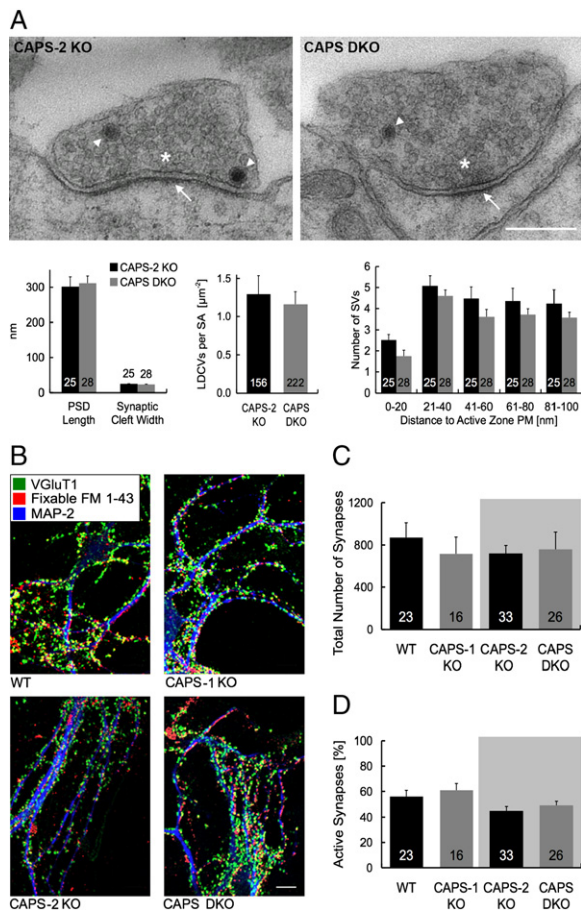 A
CAPS-2 KO
CAPS DKO
*
*
CAPS-2 KO
CAPS DKO
nm
300
200
100
0
25
28
25 28
PSD
Length
Synaptic
Cleft Width
LDCVs per SA [μm⁻²]
1.5
1.0
0.5
0.0
156
222
CAPS-2
KO
CAPS
DKO
Number of SVs
6
5
4
3
2
1
0
25 28
25 28
25 28
25 28
25 28
0-20
21-40
41-60
61-80
81-100
Distance to Active Zone PM [nm]
B
VGluT1
Fixable FM 1-43
MAP-2
WT
CAPS-1 KO
CAPS-2 KO
CAPS DKO
C
Total Number of Synapses
1200
800
400
0
23
16
33
26
WT
CAPS-1
KO
CAPS-2
KO
CAPS
DKO
D
Active Synapses [%]
100
80
60
40
20
0
23
16
33
26
WT
CAPS-1
KO
CAPS-2
KO
CAPS
DKO